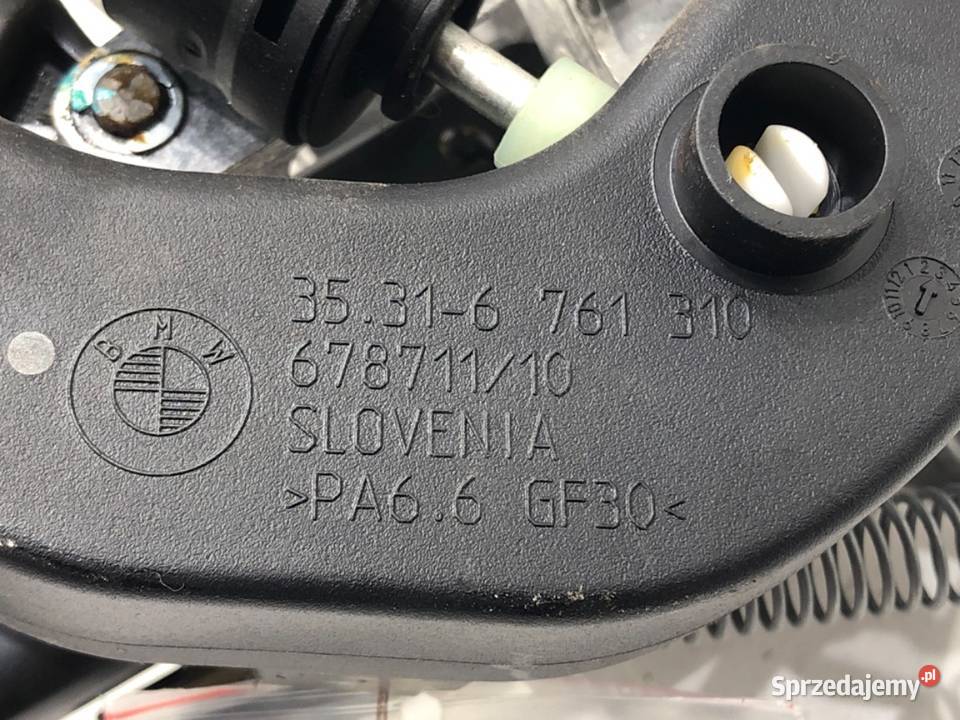 BMW
35.31-6 761 310
678711/10
SLOVENIA
>PA6.6 GF30<
Sprzedajemy.pl